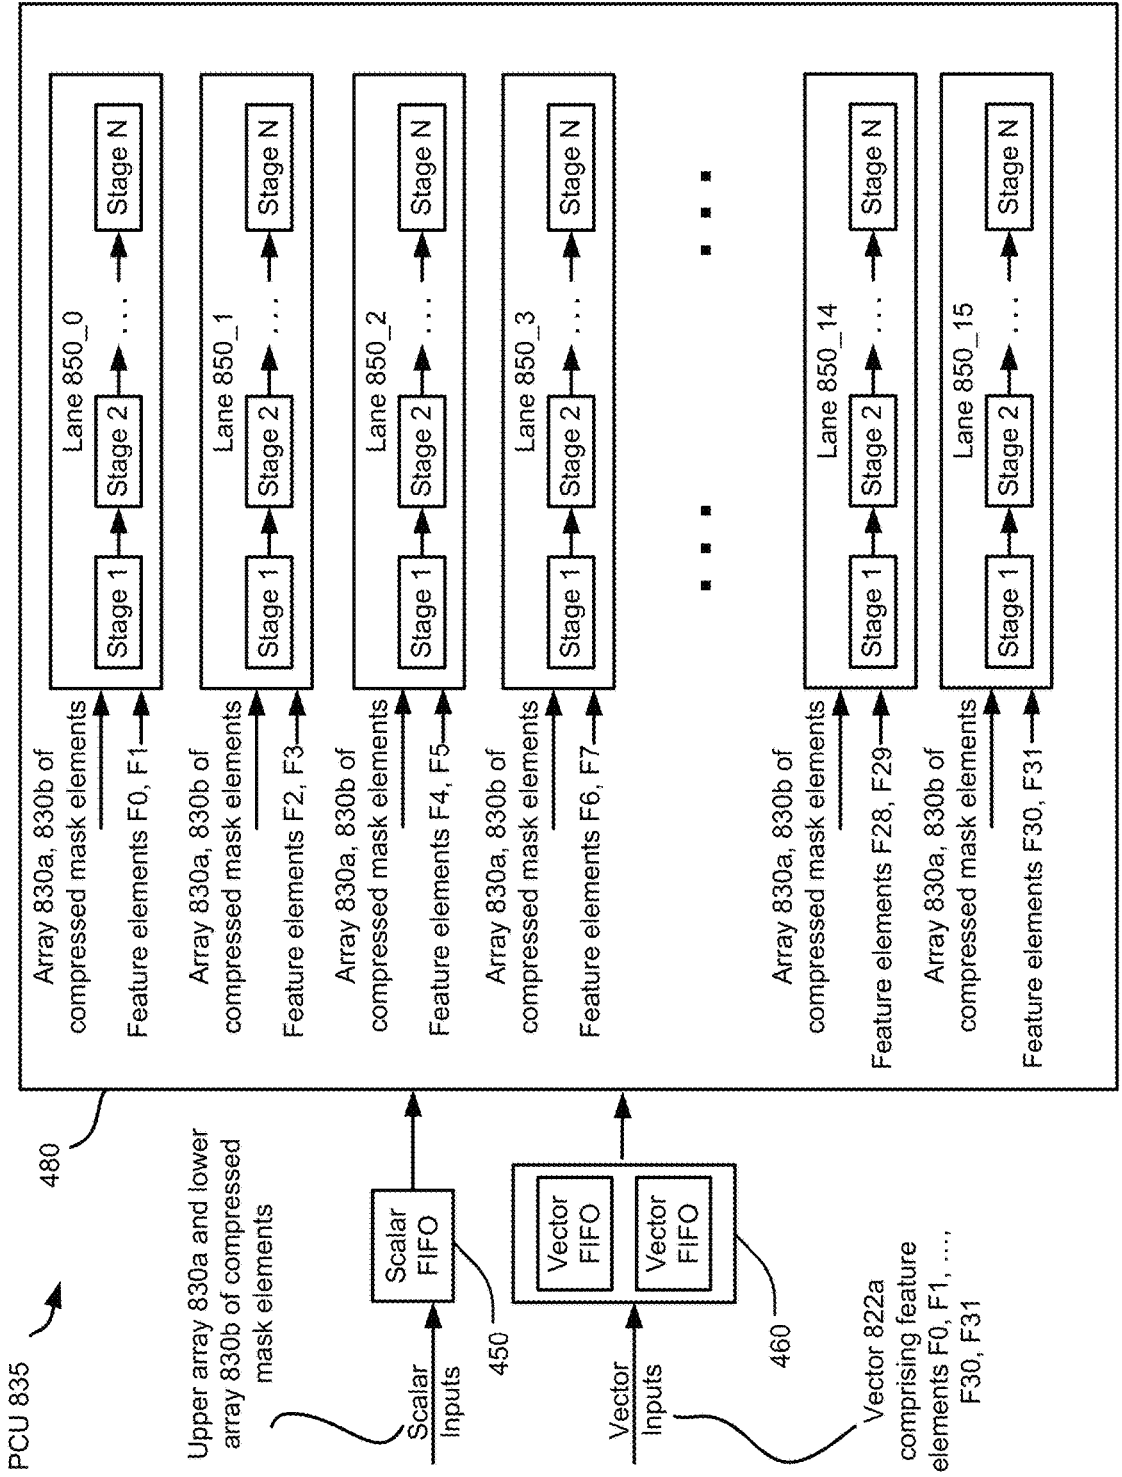 PCU 835
480
Upper array 830a and lower
array 830b of compressed
mask elements
Scalar
Inputs
Scalar
FIFO
450
Vector
Inputs
Vector
FIFO
Vector
FIFO
460
Vector 822a
comprising feature
elements F0, F1, ....,
F30, F31
Array 830a, 830b of
compressed mask elements
Feature elements F0, F1
Lane 850_0
Stage 1
Stage 2
. . .
Stage N
Array 830a, 830b of
compressed mask elements
Feature elements F2, F3
Lane 850_1
Stage 1
Stage 2
. . .
Stage N
Array 830a, 830b of
compressed mask elements
Feature elements F4, F5
Lane 850_2
Stage 1
Stage 2
. . .
Stage N
Array 830a, 830b of
compressed mask elements
Feature elements F6, F7
Lane 850_3
Stage 1
Stage 2
. . .
Stage N
. . .
. . .
Array 830a, 830b of
compressed mask elements
Feature elements F28, F29
Lane 850_14
Stage 1
Stage 2
. . .
Stage N
Array 830a, 830b of
compressed mask elements
Feature elements F30, F31
Lane 850_15
Stage 1
Stage 2
. . .
Stage N